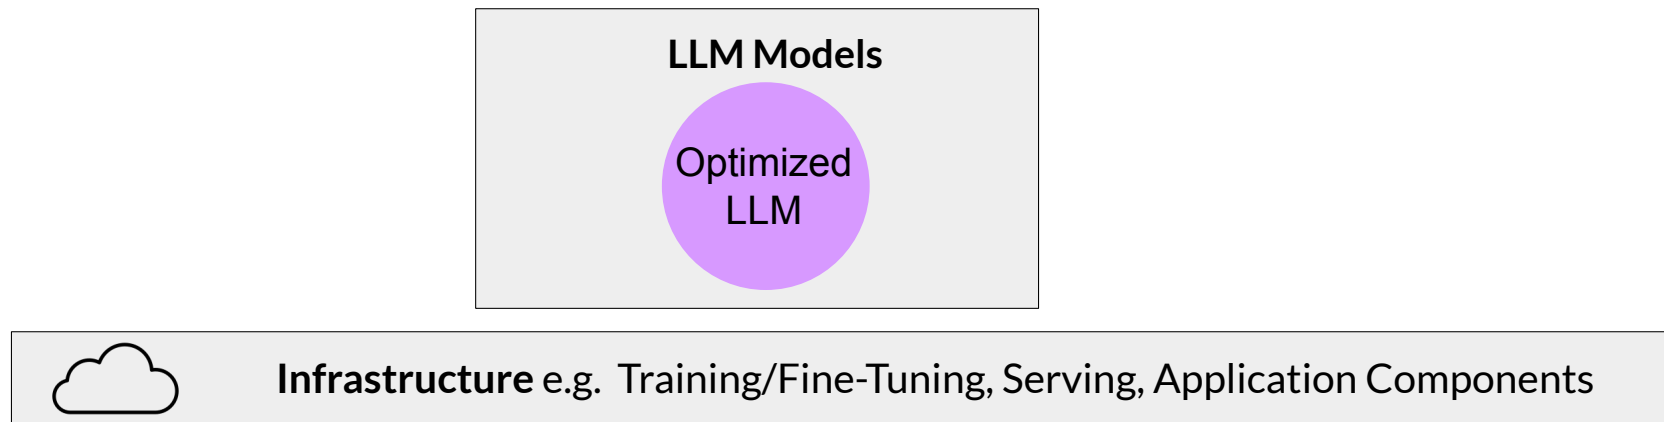 LLM Models
Optimized
LLM
Infrastructure e.g. Training/Fine-Tuning, Serving, Application Components